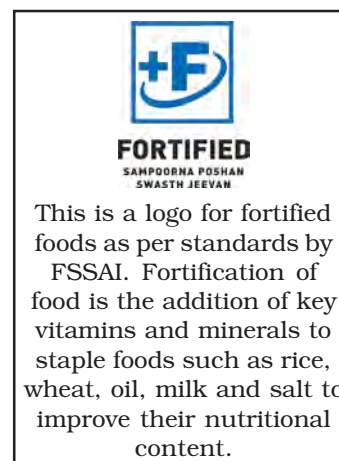 +F
FORTIFIED
SAMPOORNA POSHAN
SWASTH JEEVAN
This is a logo for fortified
foods as per standards by
FSSAI. Fortification of
food is the addition of key
vitamins and minerals to
staple foods such as rice,
wheat, oil, milk and salt to
improve their nutritional
content.